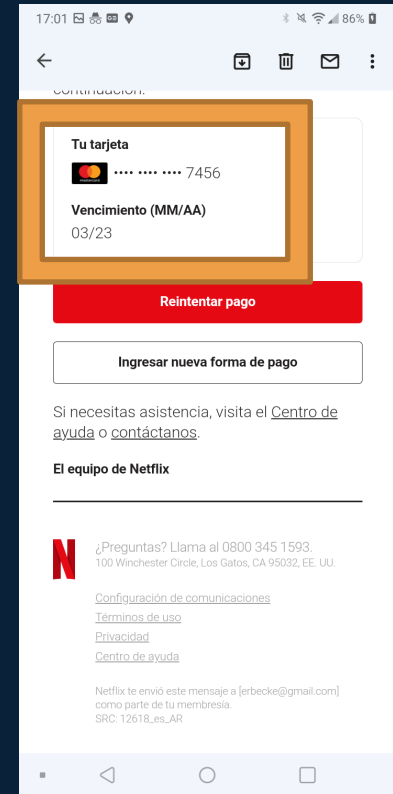 17:01
86%
continuación.
Tu tarjeta
mastercard •••• •••• •••• 7456
Vencimiento (MM/AA)
03/23
Reintentar pago
Ingresar nueva forma de pago
Si necesitas asistencia, visita el Centro de
ayuda o contáctanos.
El equipo de Netflix
N
¿Preguntas? Llama al 0800 345 1593.
100 Winchester Circle, Los Gatos, CA 95032, EE. UU.
Configuración de comunicaciones
Términos de uso
Privacidad
Centro de ayuda
Netflix te envió este mensaje a [erbecke@gmail.com]
como parte de tu membresía.
SRC: 12618_es_AR